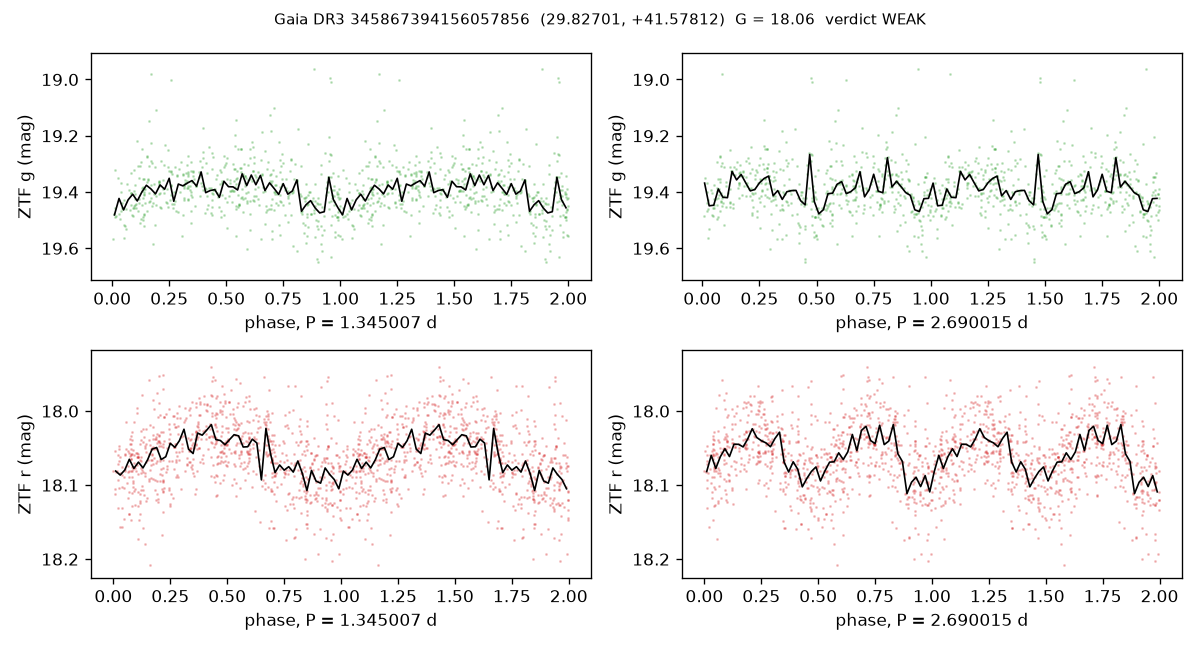 Gaia DR3 345867394156057856  (29.82701, +41.57812)  G = 18.06  verdict WEAK
ZTF g (mag)
19.0
19.2
19.4
19.6
0.00 0.25 0.50 0.75 1.00 1.25 1.50 1.75 2.00
phase, P = 1.345007 d
ZTF g (mag)
19.0
19.2
19.4
19.6
0.00 0.25 0.50 0.75 1.00 1.25 1.50 1.75 2.00
phase, P = 2.690015 d
ZTF r (mag)
18.0
18.1
18.2
0.00 0.25 0.50 0.75 1.00 1.25 1.50 1.75 2.00
phase, P = 1.345007 d
ZTF r (mag)
18.0
18.1
18.2
0.00 0.25 0.50 0.75 1.00 1.25 1.50 1.75 2.00
phase, P = 2.690015 d